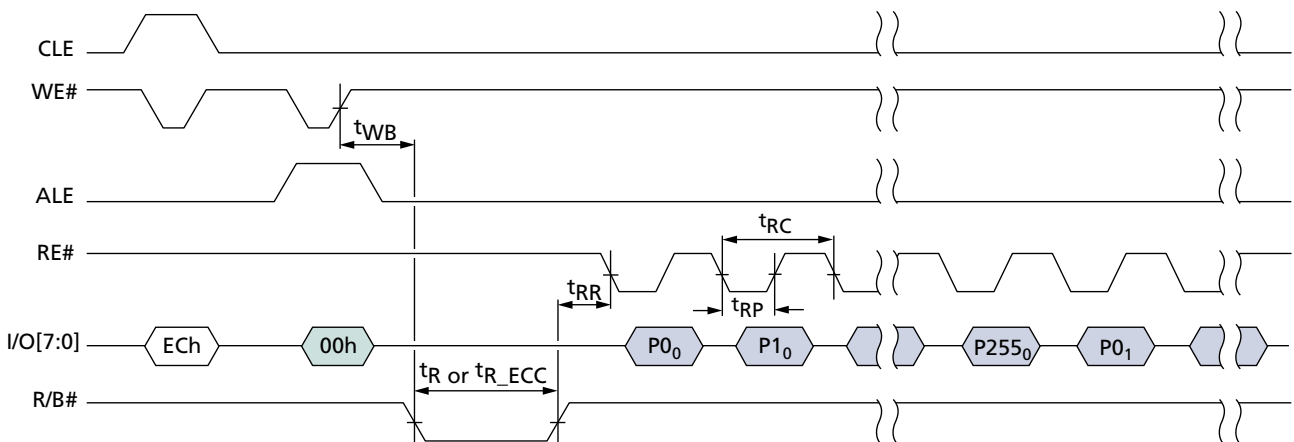 CLE
WE#
tWB
ALE
tRC
RE#
tRR
tRP
I/O[7:0]
ECh
00h
P0₀
P1₀
P255₀
P0₁
tR or tR_ECC
R/B#